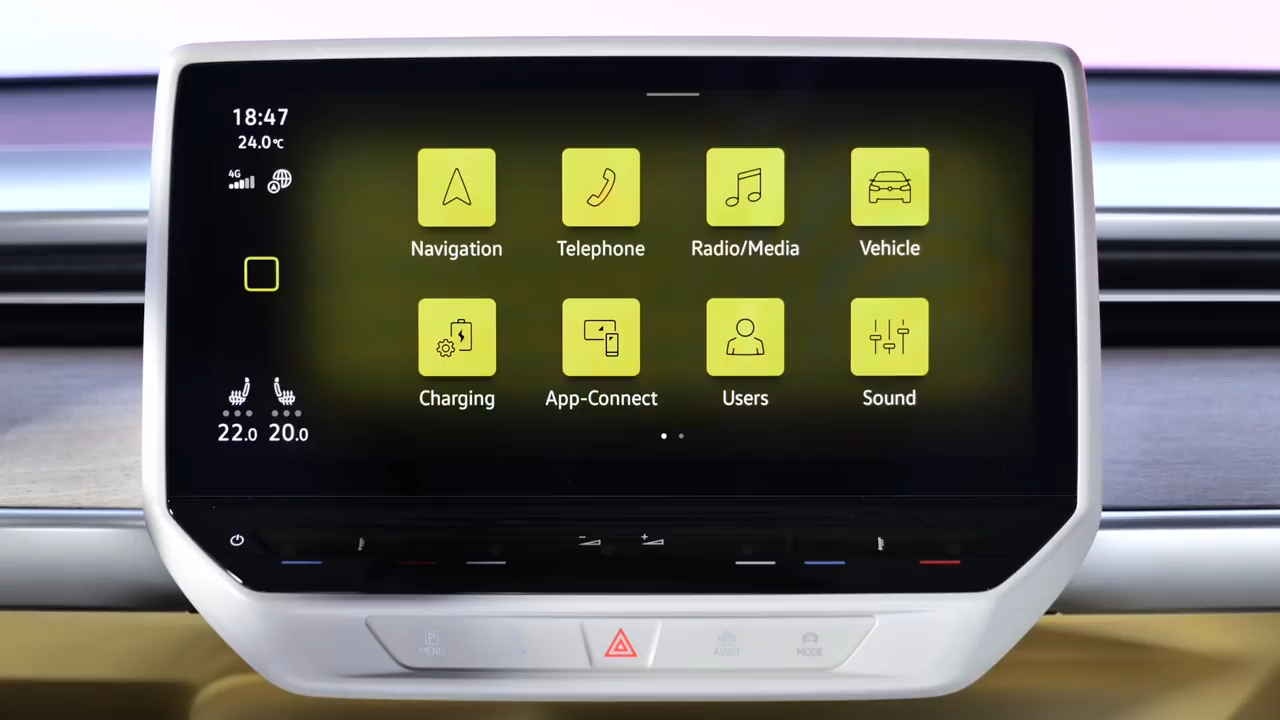 18:47
24.0°C
4G
Navigation
Telephone
Radio/Media
Vehicle
Charging
App-Connect
Users
Sound
22.0 20.0
P
MENU
ASSIST
MODE